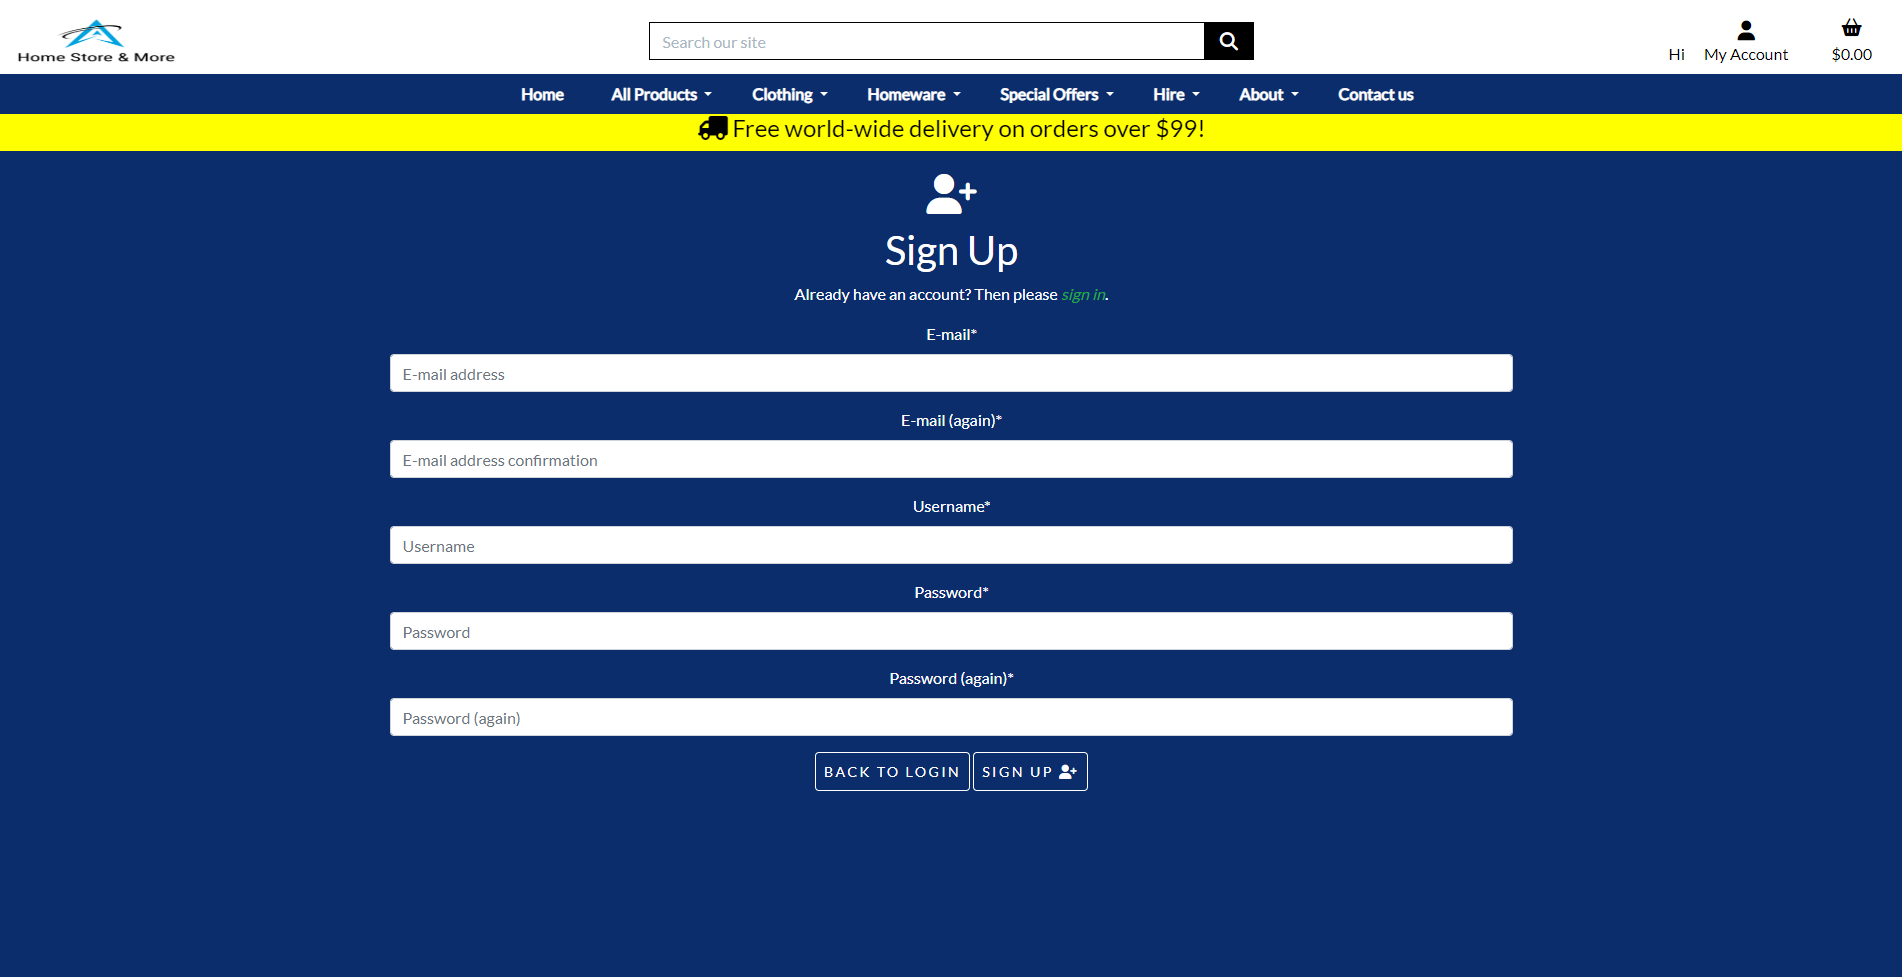 Home Store & More
Search our site
Hi My Account $0.00
Home All Products Clothing Homeware Special Offers Hire About Contact us
Free world-wide delivery on orders over $99!
Sign Up
Already have an account? Then please sign in.
E-mail*
E-mail address
E-mail (again)*
E-mail address confirmation
Username*
Username
Password*
Password
Password (again)*
Password (again)
BACK TO LOGIN SIGN UP